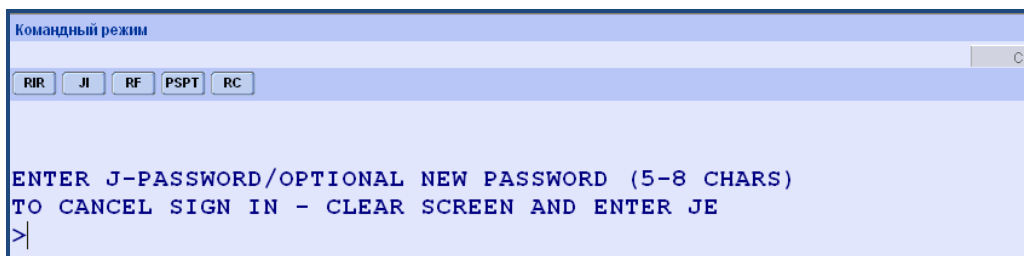 Командный режим
C
RIR JI RF PSPT RC
ENTER J-PASSWORD/OPTIONAL NEW PASSWORD (5-8 CHARS)
TO CANCEL SIGN IN - CLEAR SCREEN AND ENTER JE
>